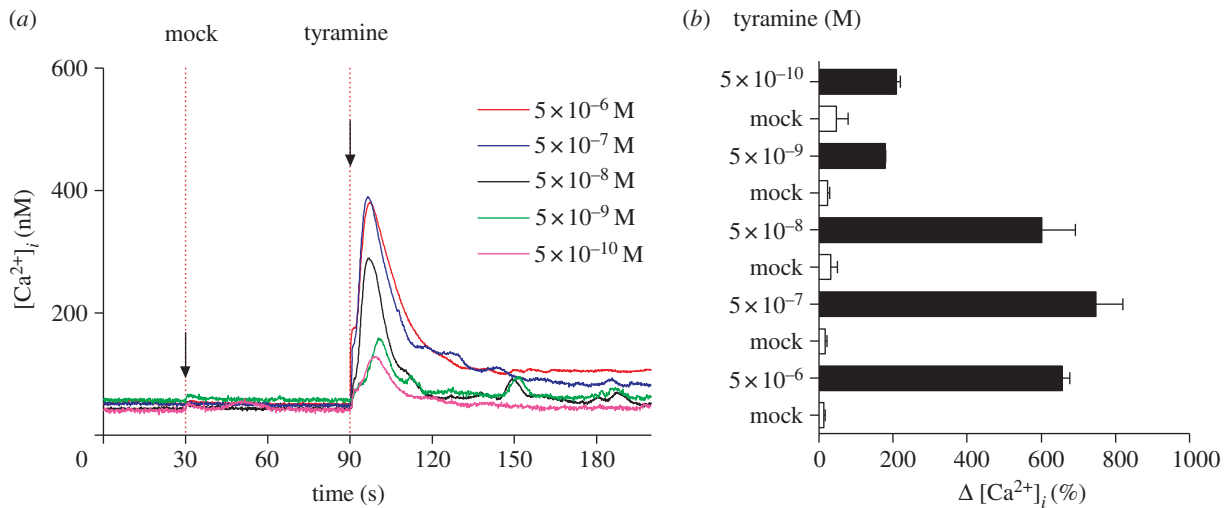 (a)
mock
tyramine
600
400
200
0
[Ca²⁺]ᵢ (nM)
5 × 10⁻⁶ M
5 × 10⁻⁷ M
5 × 10⁻⁸ M
5 × 10⁻⁹ M
5 × 10⁻¹⁰ M
30 60 90 120 150 180
time (s)
(b) tyramine (M)
5 × 10⁻¹⁰
mock
5 × 10⁻⁹
mock
5 × 10⁻⁸
mock
5 × 10⁻⁷
mock
5 × 10⁻⁶
mock
0 200 400 600 800 1000
Δ [Ca²⁺]ᵢ (%)